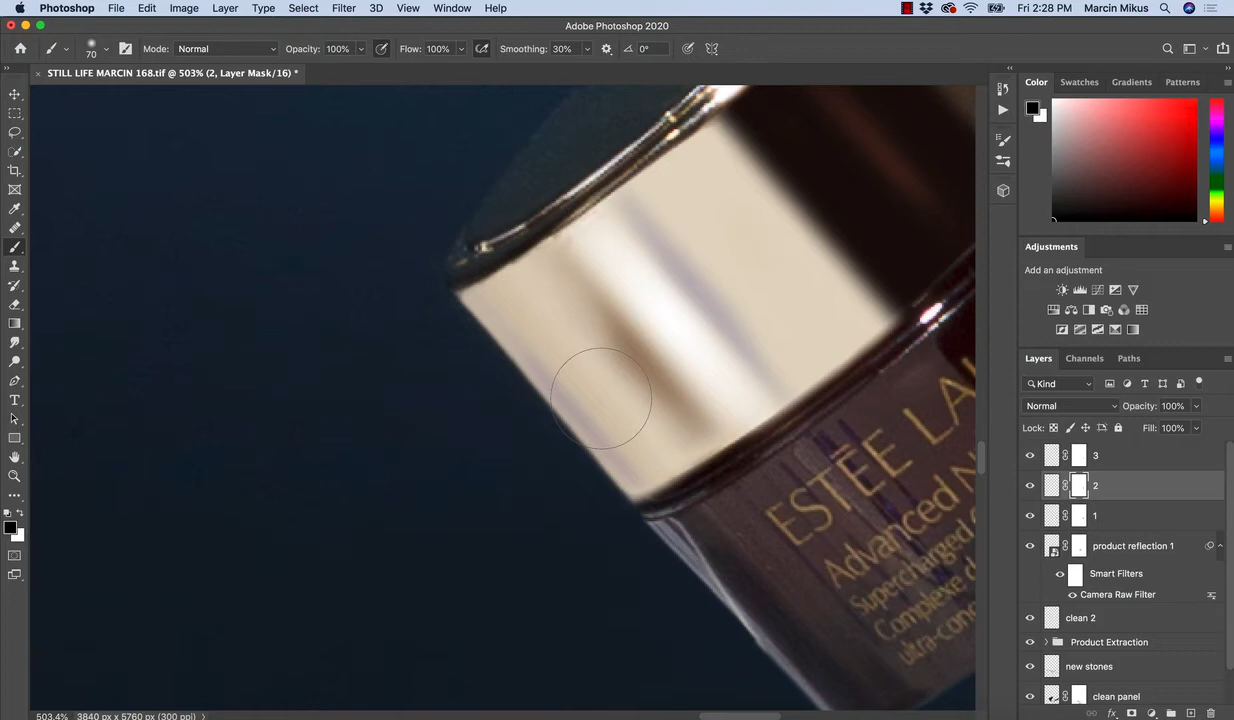 Photoshop File Edit Image Layer Type Select Filter 3D View Window Help Fri 2:28 PM Marcin Mikus
Adobe Photoshop 2020
70 Mode: Normal Opacity: 100% Flow: 100% Smoothing: 30% 0°
× STILL LIFE MARCIN 168.tif @ 503% (2, Layer Mask/16) *
Color Swatches Gradients Patterns
Adjustments
Add an adjustment
Layers Channels Paths
Kind
Normal Opacity: 100%
Lock: Fill: 100%
3
2
1
product reflection 1
Smart Filters
Camera Raw Filter
clean 2
Product Extraction
new stones
clean panel
ESTÉE LA
Advanced N
Supercharged
Complexe d
ultra-conc
503.4% 3840 px x 5760 px (300 ppi)